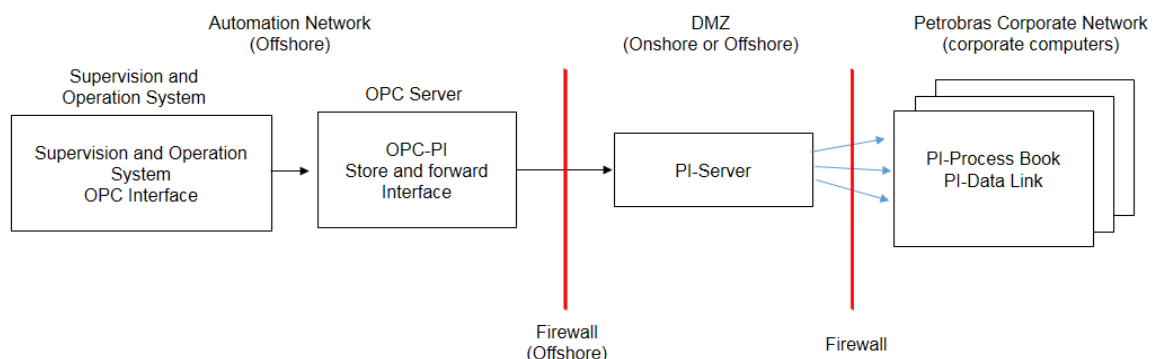 Automation Network
(Offshore)
DMZ
(Onshore or Offshore)
Petrobras Corporate Network
(corporate computers)
Supervision and
Operation System
OPC Server
Supervision and Operation
System
OPC Interface
OPC-PI
Store and forward
Interface
PI-Server
PI-Process Book
PI-Data Link
Firewall
(Offshore)
Firewall